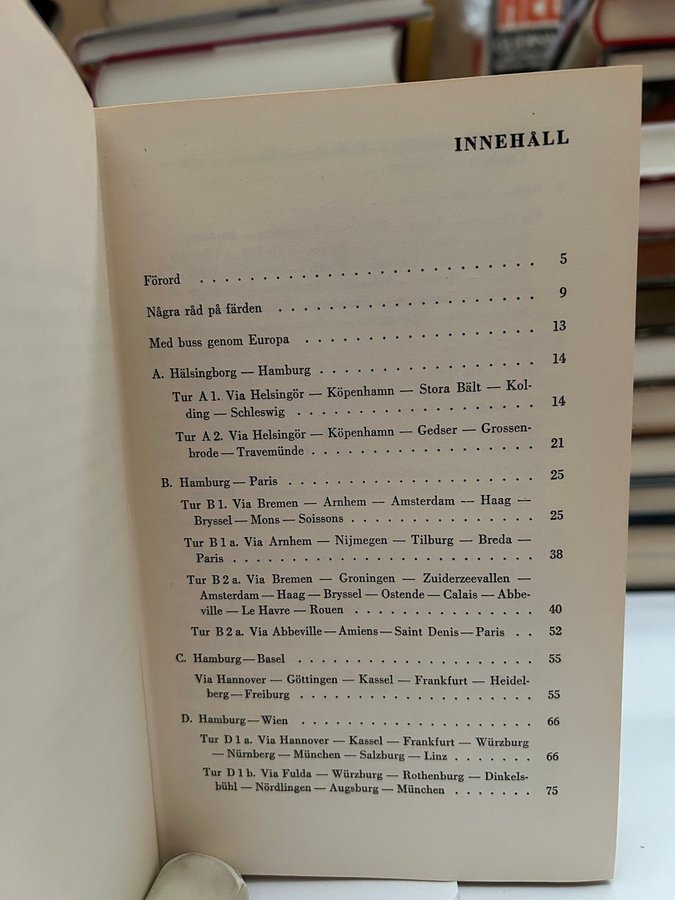 INNEHÅLL
Förord . . . . . . . . . . . . . . . . . . . . . . . . . . 5
Några råd på färden . . . . . . . . . . . . . . . . . . . . 9
Med buss genom Europa . . . . . . . . . . . . . . . . . . 13
A. Hälsingborg — Hamburg . . . . . . . . . . . . . . . . . 14
Tur A 1. Via Helsingör — Köpenhamn — Stora Bält — Kol-
ding — Schleswig . . . . . . . . . . . . . . . . . . . 14
Tur A 2. Via Helsingör — Köpenhamn — Gedser — Grossen-
brode — Travemünde . . . . . . . . . . . . . . . . . . 21
B. Hamburg — Paris . . . . . . . . . . . . . . . . . . . . 25
Tur B 1. Via Bremen — Arnhem — Amsterdam — Haag —
Bryssel — Mons — Soissons . . . . . . . . . . . . . . 25
Tur B 1 a. Via Arnhem — Nijmegen — Tilburg — Breda —
Paris . . . . . . . . . . . . . . . . . . . . . . . . 38
Tur B 2 a. Via Bremen — Groningen — Zuiderzeevallen —
Amsterdam — Haag — Bryssel — Ostende — Calais — Abbe-
ville — Le Havre — Rouen . . . . . . . . . . . . . . 40
Tur B 2 a. Via Abbeville — Amiens — Saint Denis — Paris . . 52
C. Hamburg — Basel . . . . . . . . . . . . . . . . . . . 55
Via Hannover — Göttingen — Kassel — Frankfurt — Heidel-
berg — Freiburg . . . . . . . . . . . . . . . . . . . 55
D. Hamburg — Wien . . . . . . . . . . . . . . . . . . . . 66
Tur D 1 a. Via Hannover — Kassel — Frankfurt — Würzburg
— Nürnberg — München — Salzburg — Linz . . . . . . . 66
Tur D 1 b. Via Fulda — Würzburg — Rothenburg — Dinkels-
bühl — Nördlingen — Augsburg — München . . . . . . . 75